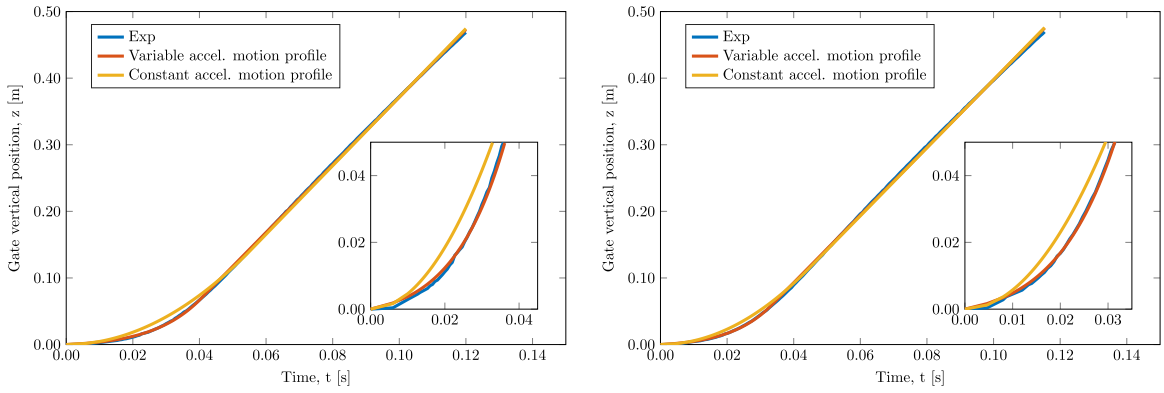 0.50
0.40
0.30
0.20
0.10
0.00
Gate vertical position, z [m]
Exp
Variable accel. motion profile
Constant accel. motion profile
0.04
0.02
0.00
0.00 0.02 0.04
0.00 0.02 0.04 0.06 0.08 0.10 0.12 0.14
Time, t [s]
0.50
0.40
0.30
0.20
0.10
0.00
Gate vertical position, z [m]
Exp
Variable accel. motion profile
Constant accel. motion profile
0.04
0.02
0.00
0.00 0.01 0.02 0.03
0.00 0.02 0.04 0.06 0.08 0.10 0.12 0.14
Time, t [s]